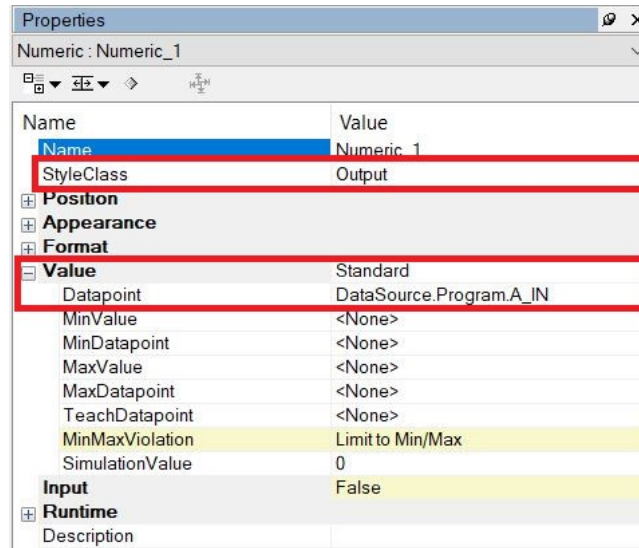 Properties
Numeric : Numeric_1
Name Value
Name Numeric_1
StyleClass Output
Position
Appearance
Format
Value Standard
Datapoint DataSource.Program.A_IN
MinValue <None>
MinDatapoint <None>
MaxValue <None>
MaxDatapoint <None>
TeachDatapoint <None>
MinMaxViolation Limit to Min/Max
SimulationValue 0
Input False
Runtime
Description